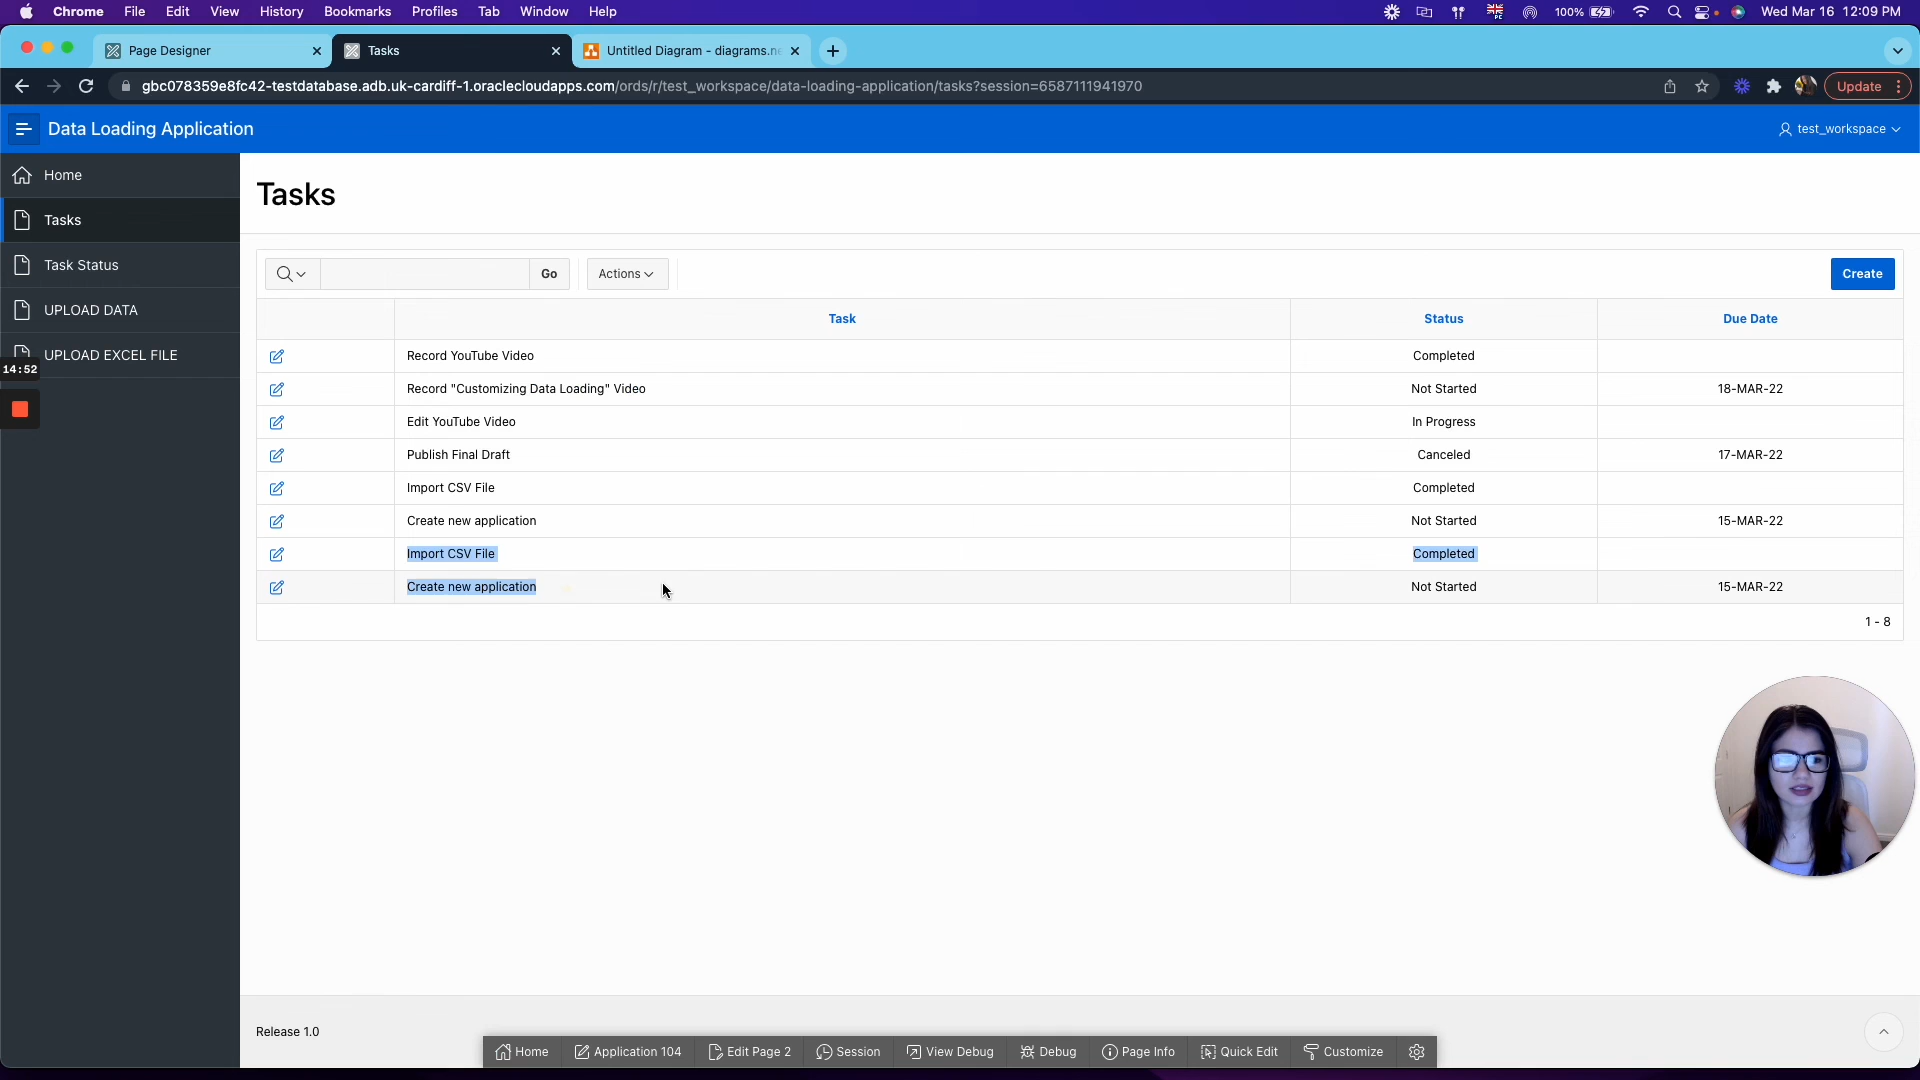 Chrome File Edit View History Bookmarks Profiles Tab Window Help 100% Wed Mar 16 12:09 PM
Page Designer Tasks Untitled Diagram - diagrams.ne
gbc078359e8fc42-testdatabase.adb.uk-cardiff-1.oraclecloudapps.com/ords/r/test_workspace/data-loading-application/tasks?session=6587111941970 Update
Data Loading Application test_workspace
Home
Tasks
Task Status
UPLOAD DATA
UPLOAD EXCEL FILE
14:52
Tasks
Go Actions Create
Task Status Due Date
Record YouTube Video Completed
Record "Customizing Data Loading" Video Not Started 18-MAR-22
Edit YouTube Video In Progress
Publish Final Draft Canceled 17-MAR-22
Import CSV File Completed
Create new application Not Started 15-MAR-22
Import CSV File Completed
Create new application Not Started 15-MAR-22
1 - 8
Release 1.0
Home Application 104 Edit Page 2 Session View Debug Debug Page Info Quick Edit Customize